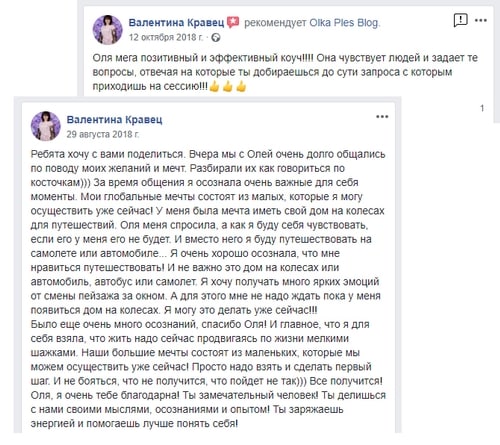 Валентина Кравец рекомендует Olka Ples Blog.
12 октября 2018 г. ·
Оля мега позитивный и эффективный коуч!!!! Она чувствует людей и задает те
вопросы, отвечая на которые ты добираешься до сути запроса с которым
приходишь на сессию!!!👍👍👍
1
Валентина Кравец
29 августа 2018 г.
Ребята хочу с вами поделиться. Вчера мы с Олей очень долго общались
по поводу моих желаний и мечт. Разбирали их как говориться по
косточкам))) За время общения я осознала очень важные для себя
моменты. Мои глобальные мечты состоят из малых, которые я могу
осуществить уже сейчас! У меня была мечта иметь свой дом на колесах
для путешествий. Оля меня спросила, а как я буду себя чувствовать,
если его у меня его не будет. И вместо него я буду путешествовать на
самолете или автомобиле... Я очень хорошо осознала, что мне
нравиться путешествовать! И не важно это дом на колесах или
автомобиль, автобус или самолет. Я хочу получать много ярких эмоций
от смены пейзажа за окном. А для этого мне не надо ждать пока у меня
появиться дом на колесах. Я могу это делать уже сейчас!!!
Было еще очень много осознаний, спасибо Оля! И главное, что я для
себя взяла, что жить надо сейчас продвигаясь по жизни мелкими
шажками. Наши большие мечты состоят из маленьких, которые мы
можем осуществить уже сейчас! Просто надо взять и сделать первый
шаг. И не бояться, что не получится, что пойдет не так))) Все получится!
Оля, я очень тебе благодарна! Ты замечательный человек! Ты делишься
с нами своими мыслями, осознаниями и опытом! Ты заряжаешь
энергией и помогаешь лучше понять себя!